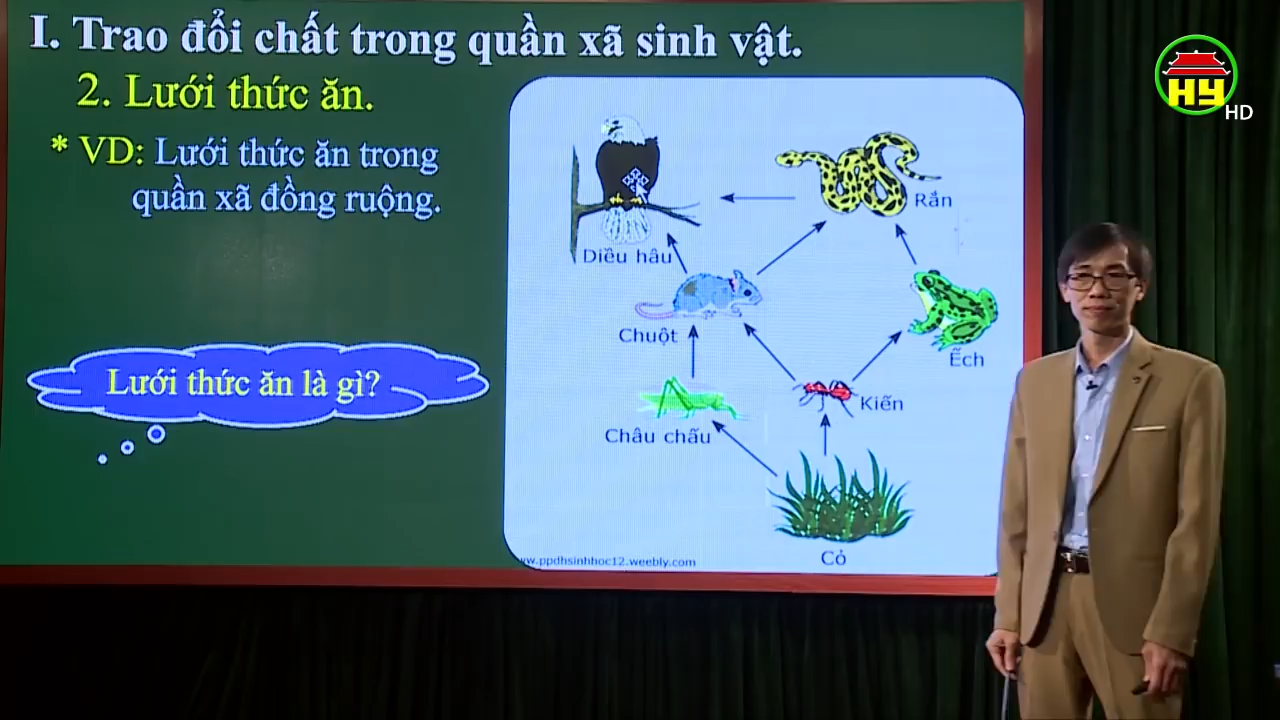 I. Trao đổi chất trong quần xã sinh vật.
2. Lưới thức ăn.
* VD: Lưới thức ăn trong
quần xã đồng ruộng.
Lưới thức ăn là gì?
Diều hâu
Rắn
Chuột
Ếch
Châu chấu
Kiến
Cỏ
ww.ppdhsinhhoc12.weebly.com
HY
HD